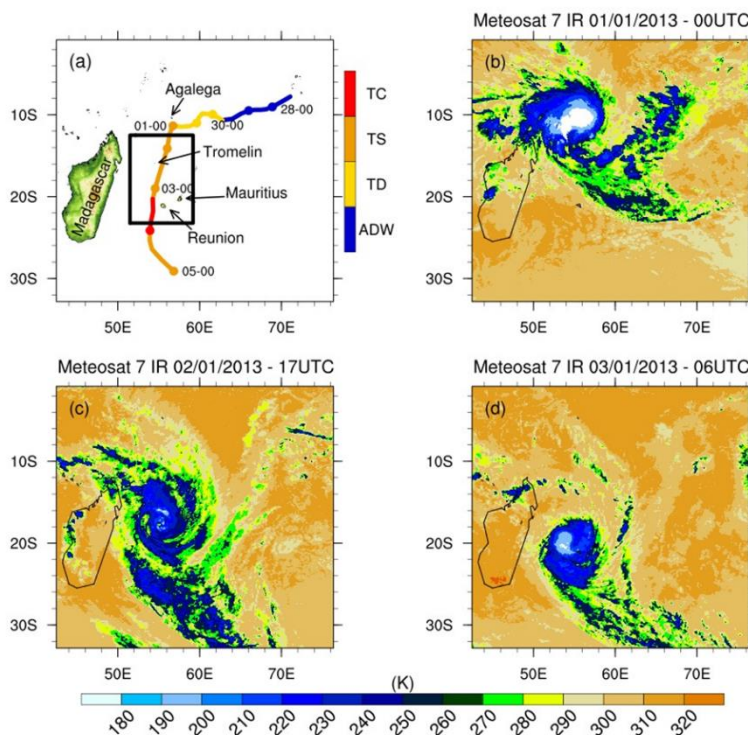 Meteosat 7 IR 01/01/2013 - 00UTC
(a)
Agalega
01-00
30-00
28-00
Tromelin
03-00
Mauritius
Reunion
05-00
Madagascar
10S
20S
30S
50E
60E
70E
TC
TS
TD
ADW
(b)
10S
20S
30S
50E
60E
70E
Meteosat 7 IR 02/01/2013 - 17UTC
(c)
10S
20S
30S
50E
60E
70E
Meteosat 7 IR 03/01/2013 - 06UTC
(d)
10S
20S
30S
50E
60E
70E
(K)
180 190 200 210 220 230 240 250 260 270 280 290 300 310 320